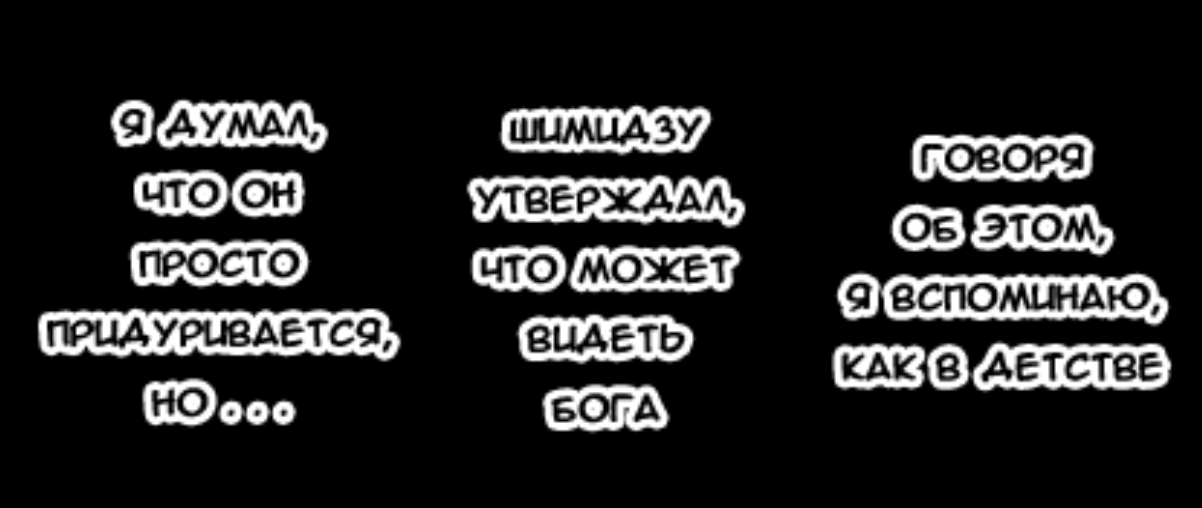 ГОВОРЯ
ОБ ЭТОМ,
Я ВСПОМИНАЮ,
КАК В ДЕТСТВЕ
ШИМИДЗУ
УТВЕРЖДАЛ,
ЧТО МОЖЕТ
ВИДЕТЬ
БОГА
Я ДУМАЛ,
ЧТО ОН
ПРОСТО
ПРИДУРИВАЕТСЯ,
НО...